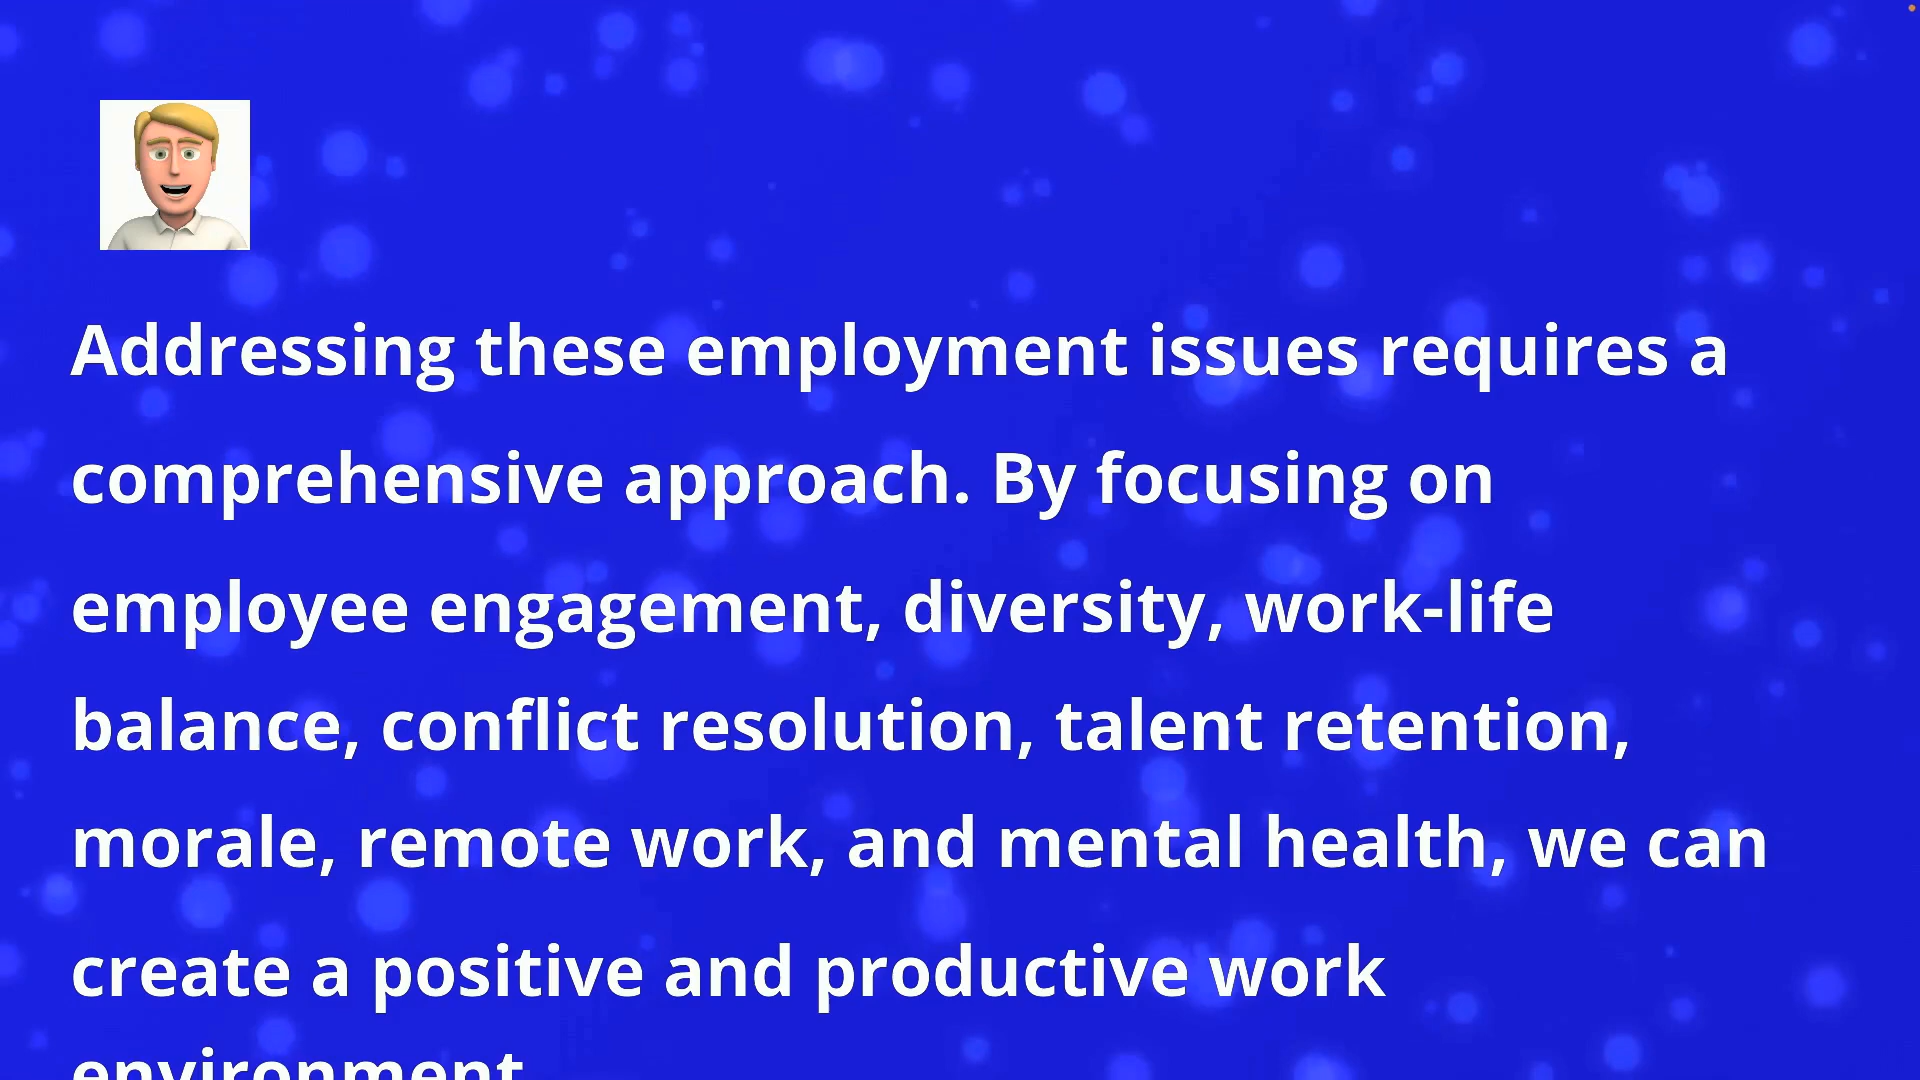 Addressing these employment issues requires a
comprehensive approach. By focusing on
employee engagement, diversity, work-life
balance, conflict resolution, talent retention,
morale, remote work, and mental health, we can
create a positive and productive work
environment